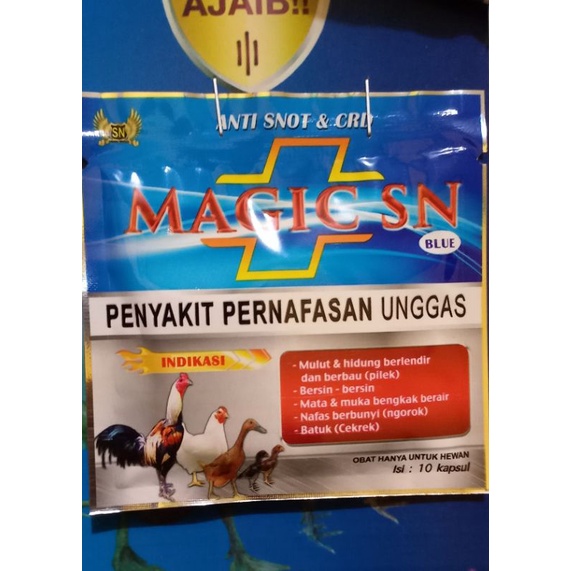 AJAIB!!
SN
ANTI SNOT & CRD
MAGIC SN
BLUE
PENYAKIT PERNAFASAN UNGGAS
INDIKASI
- Mulut & hidung berlendir
dan berbau (pilek)
- Bersin - bersin
- Mata & muka bengkak berair
- Nafas berbunyi (ngorok)
- Batuk (Cekrek)
OBAT HANYA UNTUK HEWAN
Isi : 10 kapsul